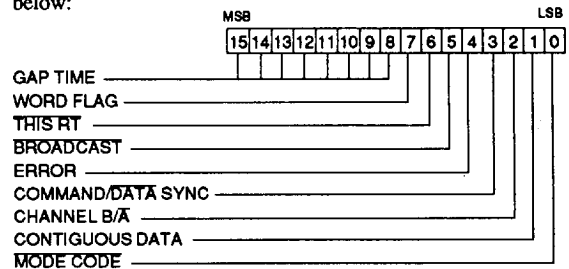 below:
MSB LSB
15 14 13 12 11 10 9 8 7 6 5 4 3 2 1 0
GAP TIME
WORD FLAG
THIS RT
BROADCAST
ERROR
COMMAND/DATA SYNC
CHANNEL B/A
CONTIGUOUS DATA
MODE CODE